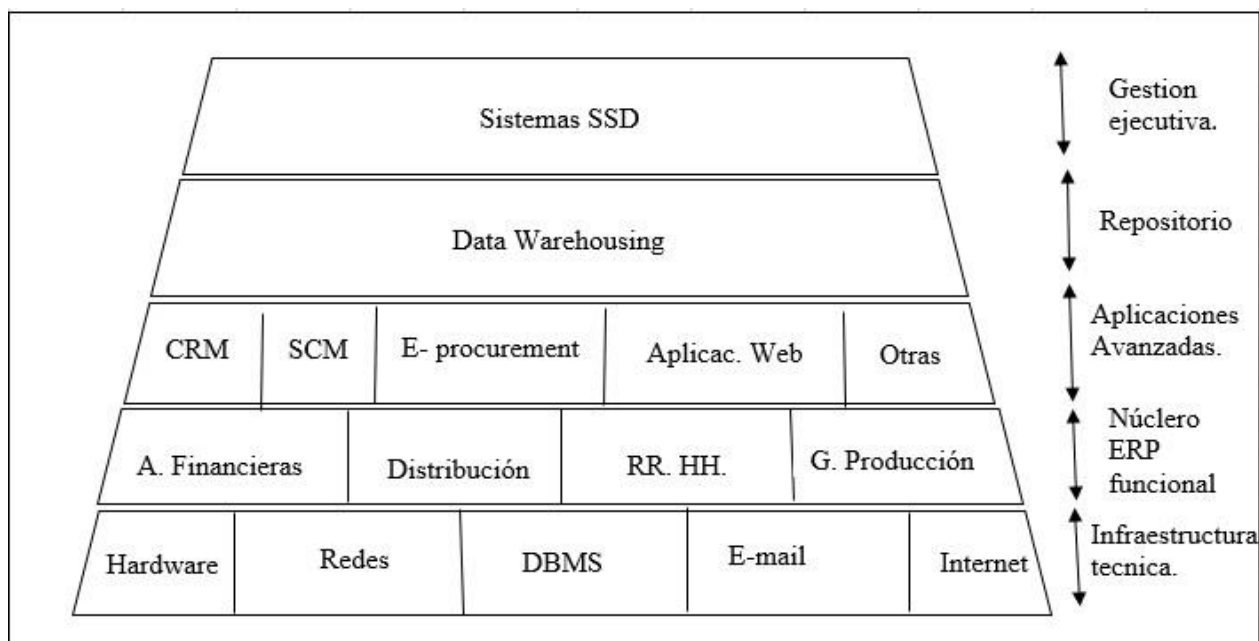 Sistemas SSD
Gestion
ejecutiva.
Data Warehousing
Repositorio
CRM
SCM
E- procurement
Aplicac. Web
Otras
Aplicaciones
Avanzadas.
A. Financieras
Distribución
RR. HH.
G. Producción
Núclero
ERP
funcional
Hardware
Redes
DBMS
E-mail
Internet
Infraestructura
tecnica.